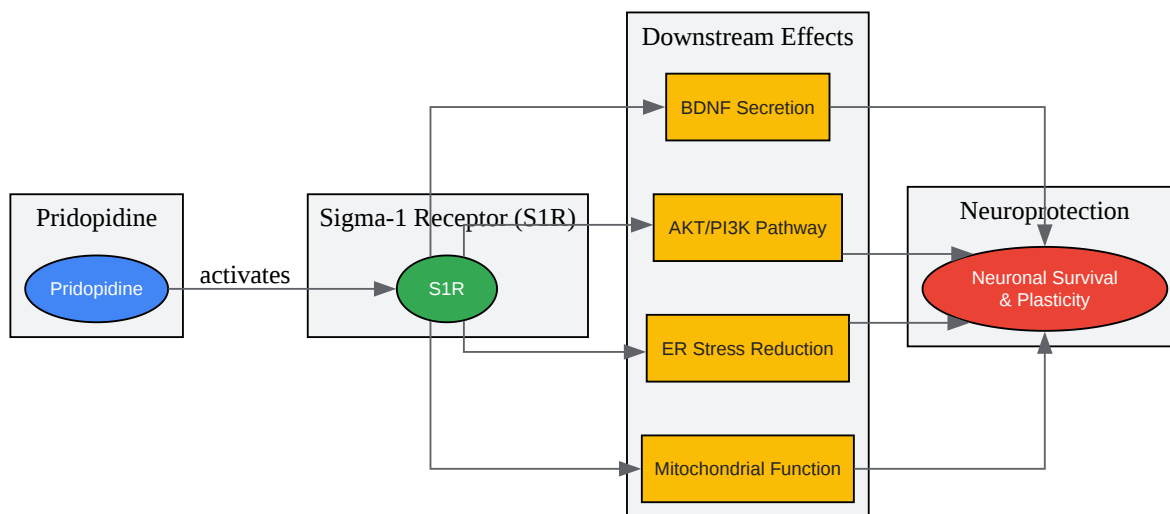 Pridopidine
Pridopidine
activates
Sigma-1 Receptor (S1R)
S1R
Downstream Effects
BDNF Secretion
AKT/PI3K Pathway
ER Stress Reduction
Mitochondrial Function
Neuroprotection
Neuronal Survival
& Plasticity